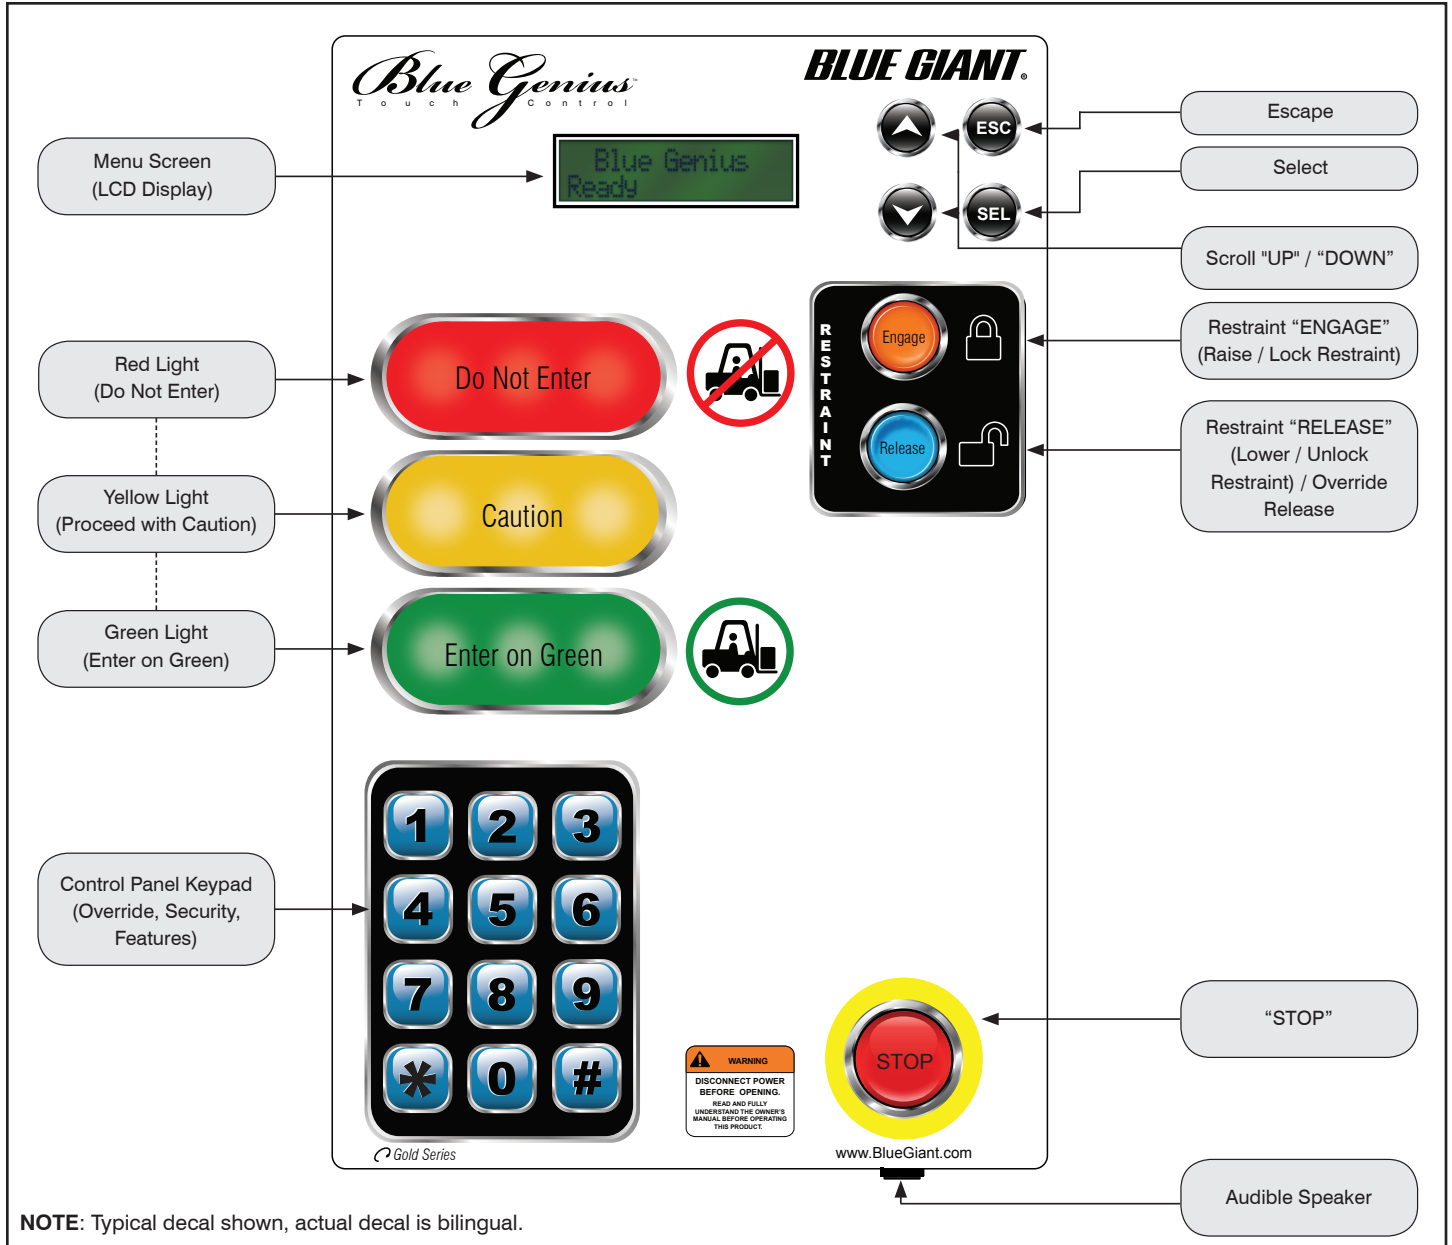 Blue Genius™
Touch Control
BLUE GIANT®
Blue Genius
Ready
ESC
SEL
Escape
Select
Scroll "UP" / “DOWN”
Menu Screen
(LCD Display)
RESTRAINT
Engage
Release
Restraint “ENGAGE”
(Raise / Lock Restraint)
Restraint “RELEASE”
(Lower / Unlock
Restraint) / Override
Release
Red Light
(Do Not Enter)
Do Not Enter
Yellow Light
(Proceed with Caution)
Caution
Green Light
(Enter on Green)
Enter on Green
Control Panel Keypad
(Override, Security,
Features)
1 2 3
4 5 6
7 8 9
* 0 #
Gold Series
WARNING
DISCONNECT POWER
BEFORE OPENING.
READ AND FULLY
UNDERSTAND THE OWNER'S
MANUAL BEFORE OPERATING
THIS PRODUCT.
STOP
“STOP”
www.BlueGiant.com
Audible Speaker
NOTE: Typical decal shown, actual decal is bilingual.